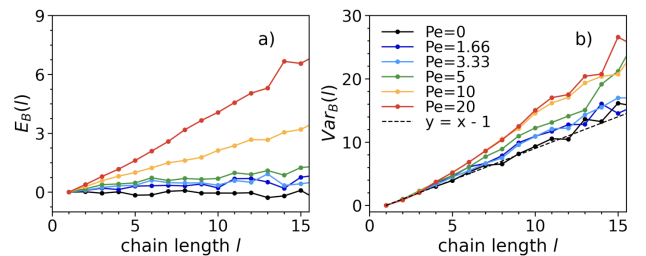 a)
E_B(l)
9
6
3
0
0
5
10
15
chain length l
b)
Var_B(l)
30
20
10
0
0
5
10
15
chain length l
Pe=0
Pe=1.66
Pe=3.33
Pe=5
Pe=10
Pe=20
y = x - 1